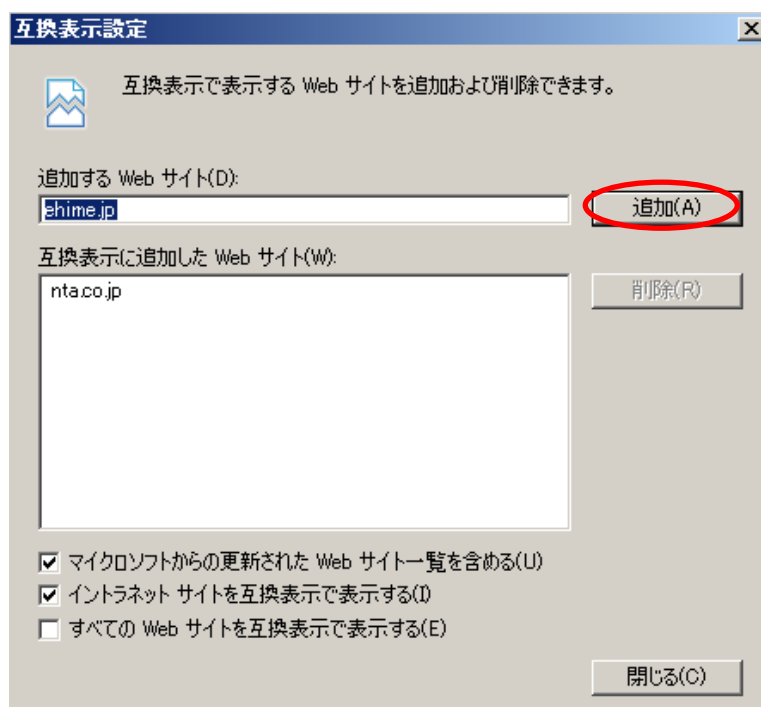 互換表示設定
互換表示で表示する Web サイトを追加および削除できます。
追加する Web サイト(D):
ehime.jp
追加(A)
互換表示に追加した Web サイト(W):
nta.co.jp
削除(R)
マイクロソフトからの更新された Web サイト一覧を含める(U)
イントラネット サイトを互換表示で表示する(I)
すべての Web サイトを互換表示で表示する(E)
閉じる(C)